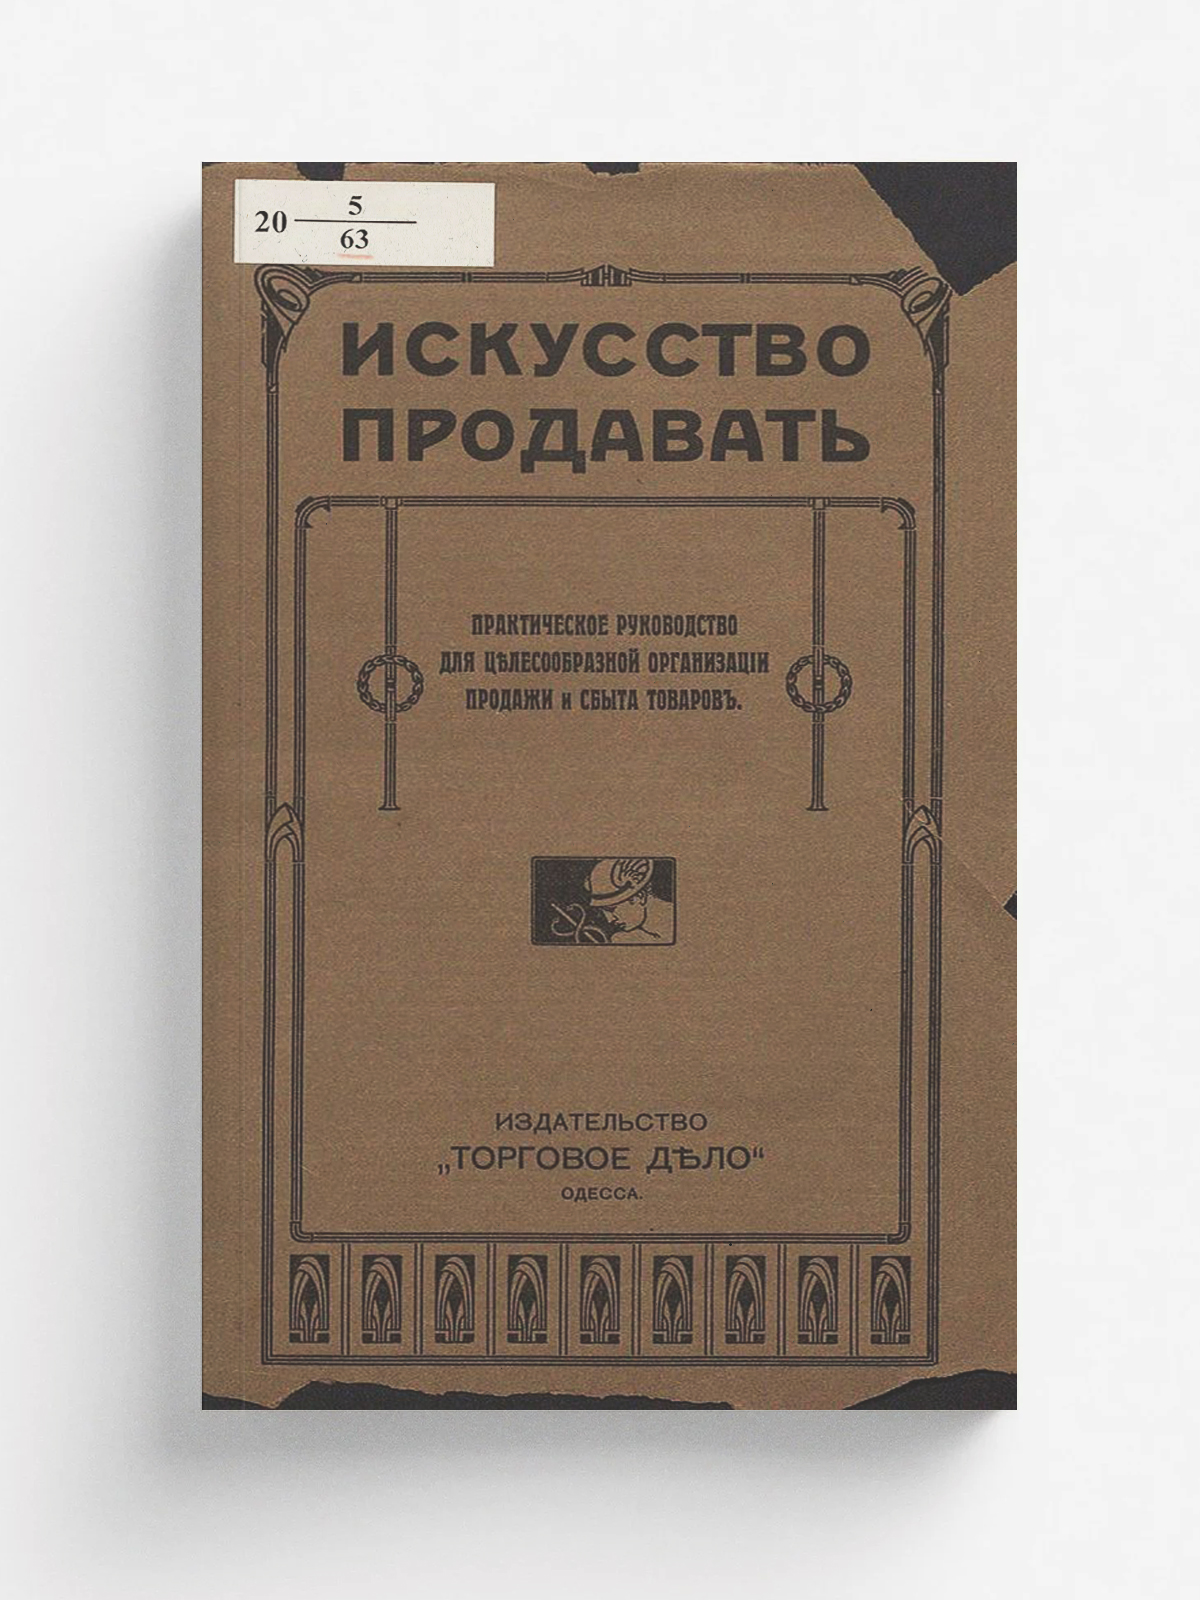 20 5
63
ИСКУССТВО
ПРОДАВАТЬ
ПРАКТИЧЕСКОЕ РУКОВОДСТВО
ДЛЯ ЦѢЛЕСООБРАЗНОЙ ОРГАНИЗАЦІИ
ПРОДАЖИ и СБЫТА ТОВАРОВЪ.
ИЗДАТЕЛЬСТВО
„ТОРГОВОЕ ДѢЛО“
ОДЕССА.